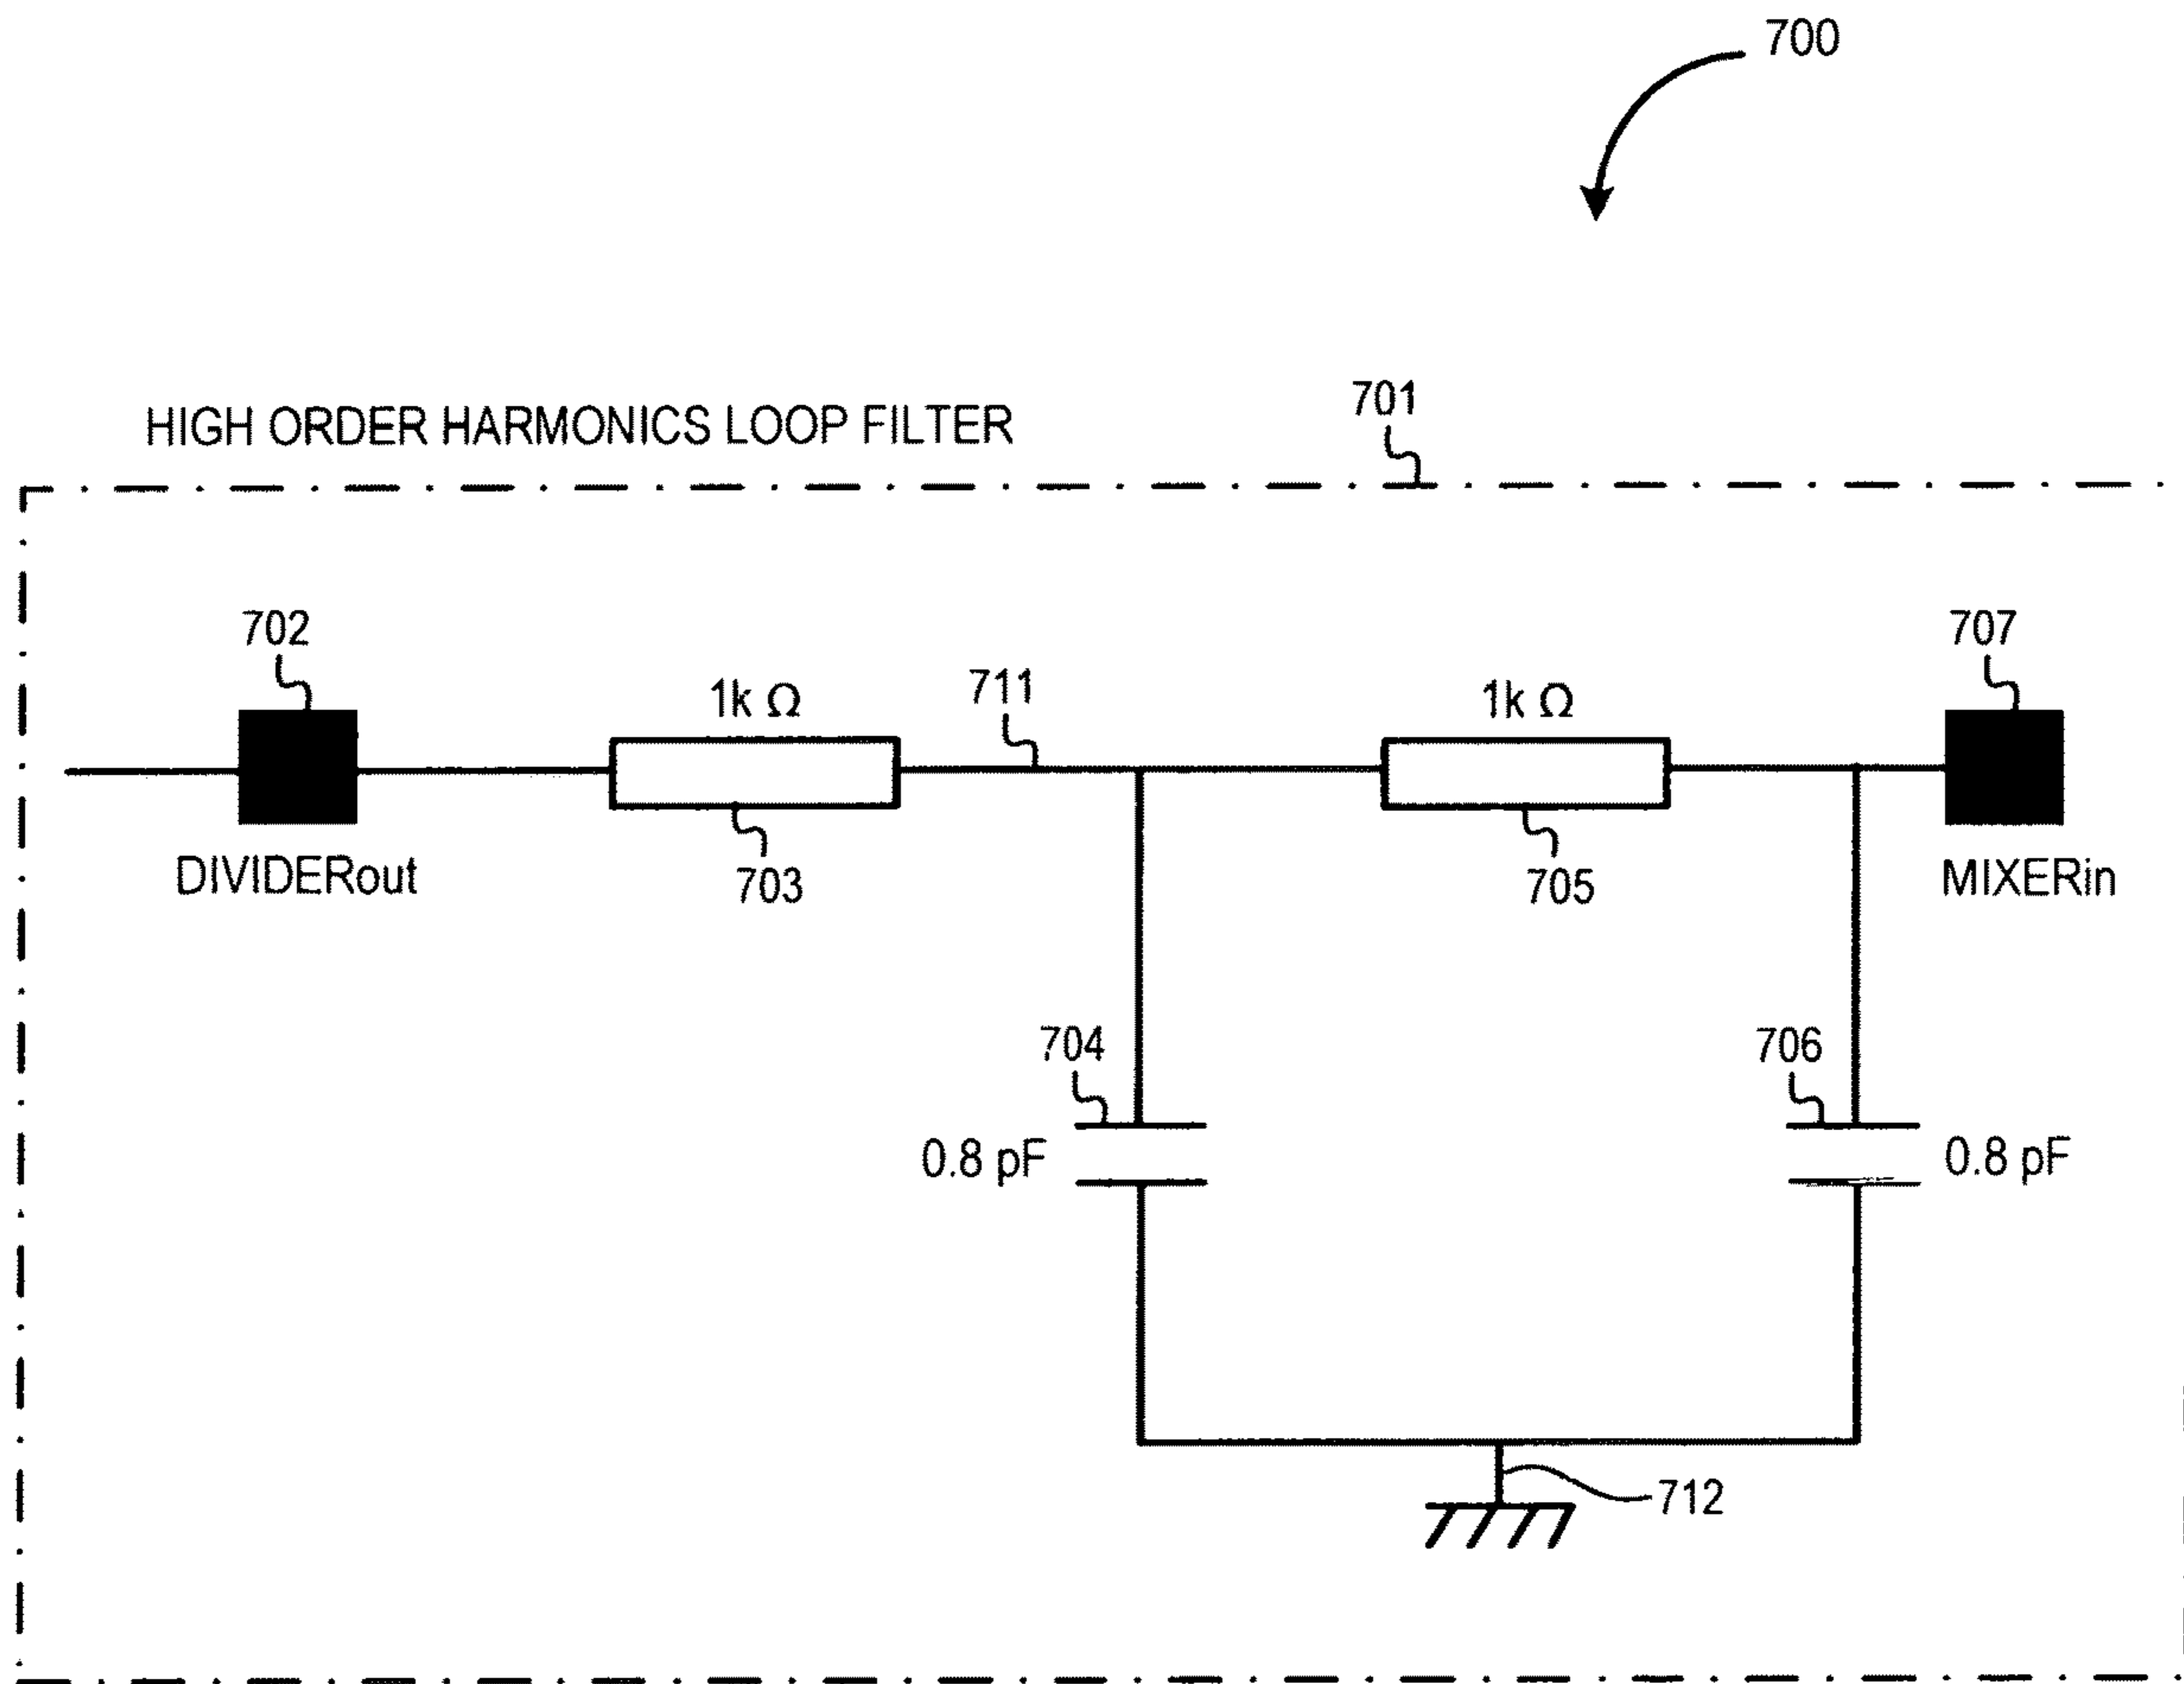 700
701
HIGH ORDER HARMONICS LOOP FILTER
702
707
711
1k Ω
1k Ω
DIVIDERout
703
705
MIXERin
704
706
0.8 pF
0.8 pF
712